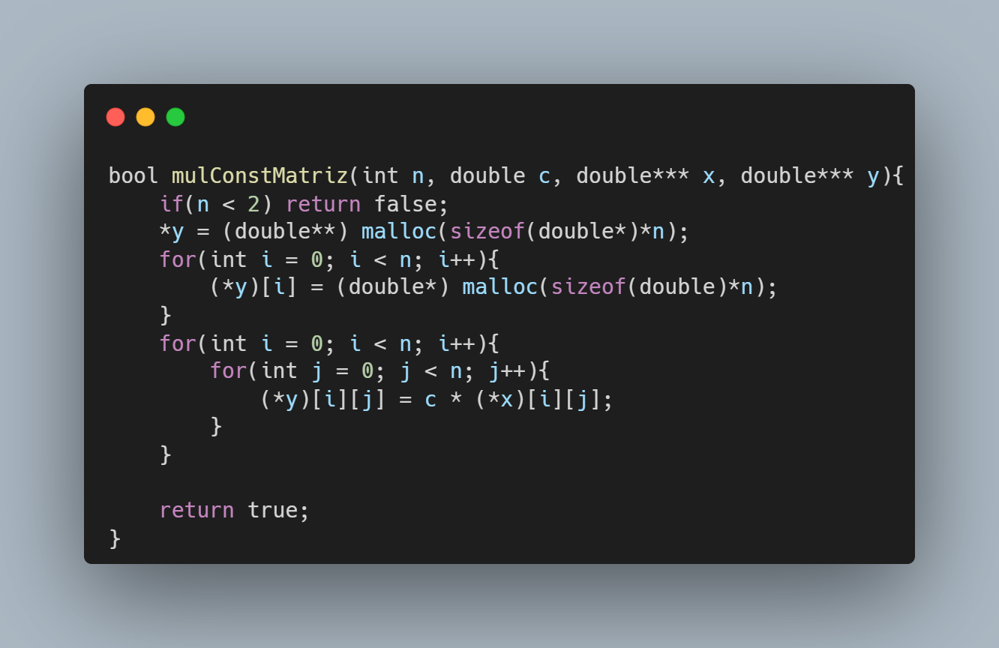 bool mulConstMatriz(int n, double c, double*** x, double*** y){
    if(n < 2) return false;
    *y = (double**) malloc(sizeof(double*)*n);
    for(int i = 0; i < n; i++){
        (*y)[i] = (double*) malloc(sizeof(double)*n);
    }
    for(int i = 0; i < n; i++){
        for(int j = 0; j < n; j++){
            (*y)[i][j] = c * (*x)[i][j];
        }
    }

    return true;
}